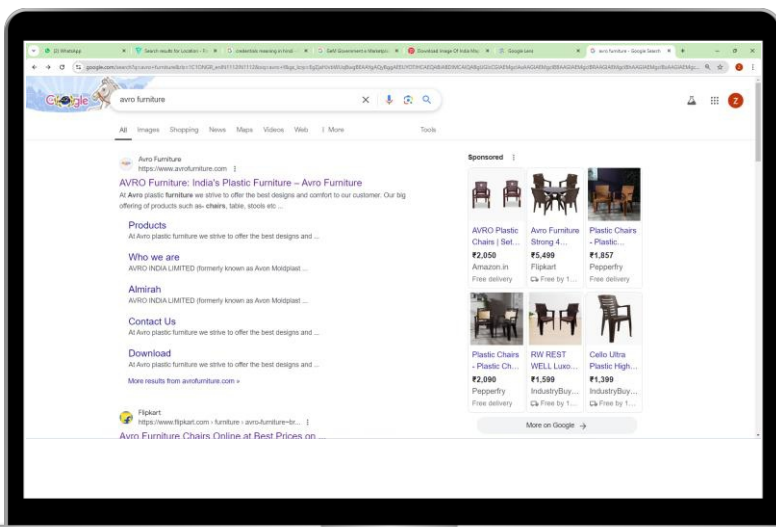 (2) WhatsApp
Search results for Location - Fr
credentials meaning in hindi
GeM Government e Marketplac
Download Image Of India Map
Google Lens
avro furniture - Google Search
avro furniture
All Images Shopping News Maps Videos Web More Tools
Avro Furniture
https://www.avrofurniture.com
AVRO Furniture: India's Plastic Furniture – Avro Furniture
At Avro plastic furniture we strive to offer the best designs and comfort to our customer. Our big
offering of products such as- chairs, table, stools etc ...
Products
At Avro plastic furniture we strive to offer the best designs and ...
Who we are
AVRO INDIA LIMITED (formerly known as Avon Moldplast ...
Almirah
AVRO INDIA LIMITED (formerly known as Avon Moldplast ...
Contact Us
At Avro plastic furniture we strive to offer the best designs and ...
Download
At Avro plastic furniture we strive to offer the best designs and ...
More results from avrofurniture.com »
Flipkart
https://www.flipkart.com › furniture › avro-furniture~br...
Avro Furniture Chairs Online at Best Prices on ...
Sponsored
AVRO Plastic
Chairs | Set...
₹2,050
Amazon.in
Free delivery
Avro Furniture
Strong 4...
₹5,499
Flipkart
Free by 1...
Plastic Chairs
- Plastic...
₹1,857
Pepperfry
Free delivery
Plastic Chairs
- Plastic Ch...
₹2,090
Pepperfry
Free delivery
RW REST
WELL Luxo...
₹1,599
IndustryBuy...
Free by 1...
Cello Ultra
Plastic High...
₹1,399
IndustryBuy...
Free by 1...
More on Google →